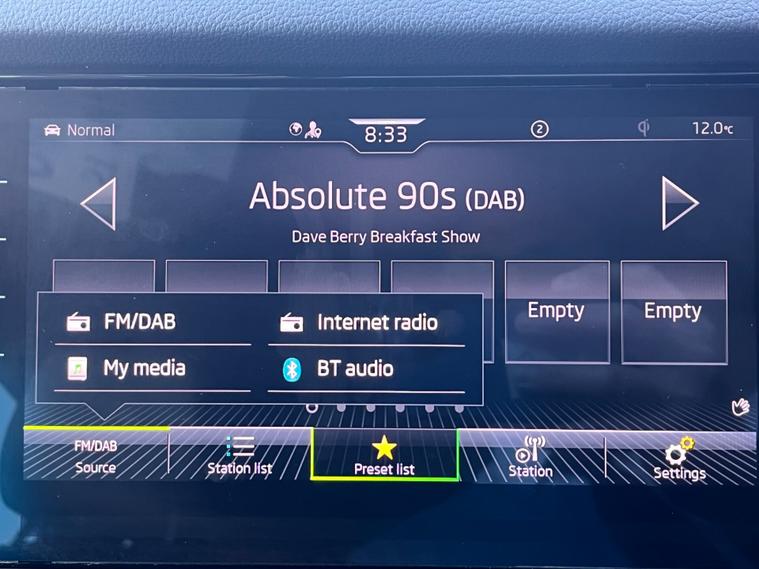 Normal
8:33
2
12.0°C
Absolute 90s (DAB)
Dave Berry Breakfast Show
Empty
Empty
FM/DAB
Internet radio
My media
BT audio
FM/DAB
Source
Station list
Preset list
Station
Settings